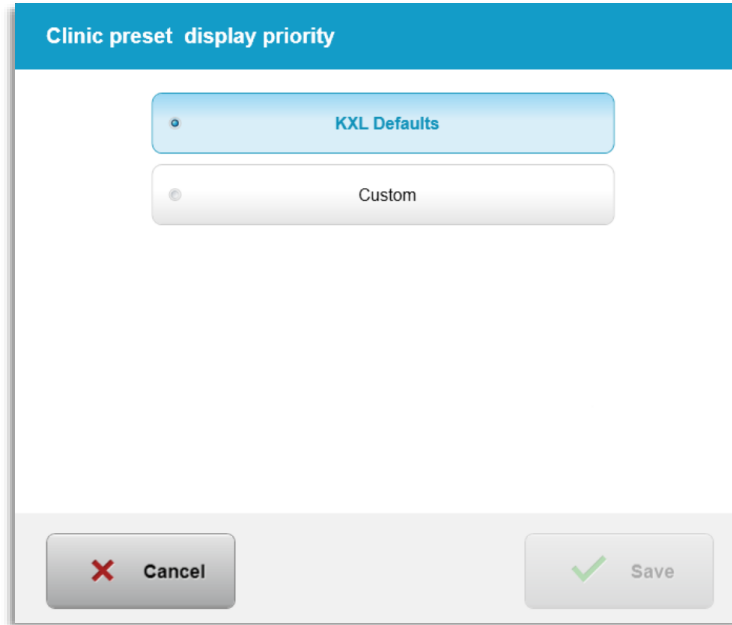 Clinic preset display priority
KXL Defaults
Custom
Cancel
Save